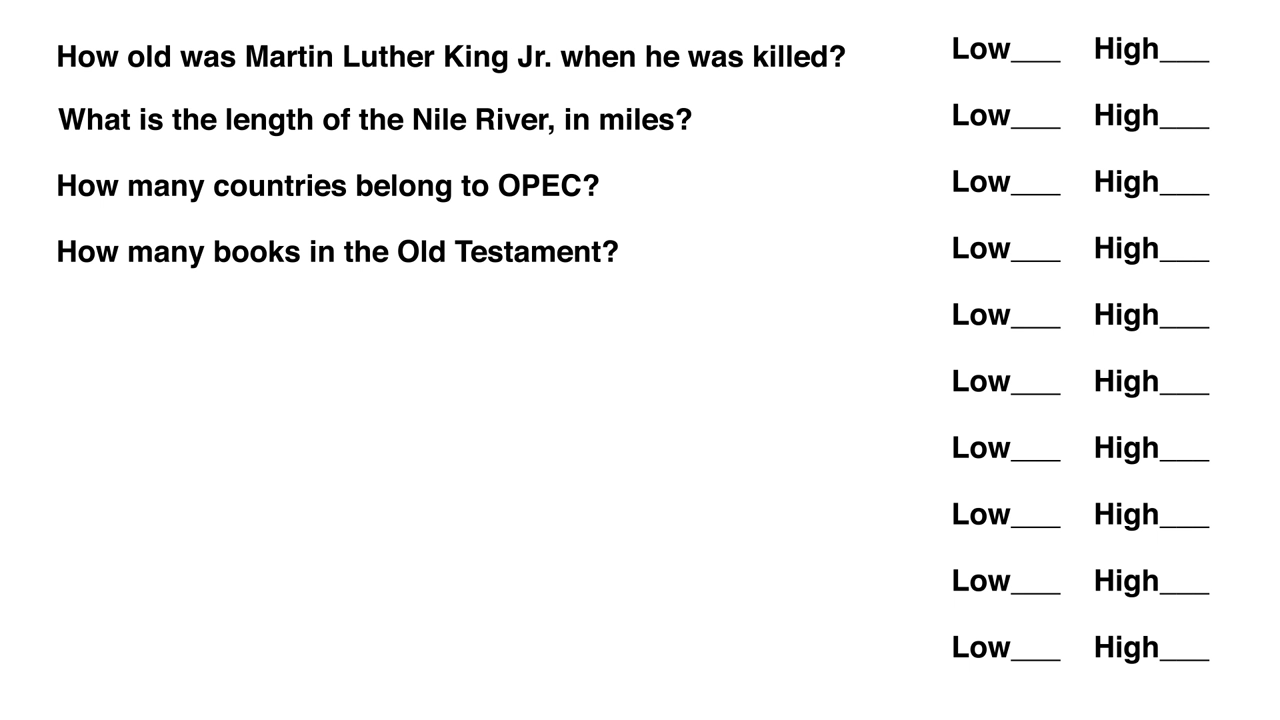 How old was Martin Luther King Jr. when he was killed? Low___ High___
What is the length of the Nile River, in miles? Low___ High___
How many countries belong to OPEC? Low___ High___
How many books in the Old Testament? Low___ High___
Low___ High___
Low___ High___
Low___ High___
Low___ High___
Low___ High___
Low___ High___